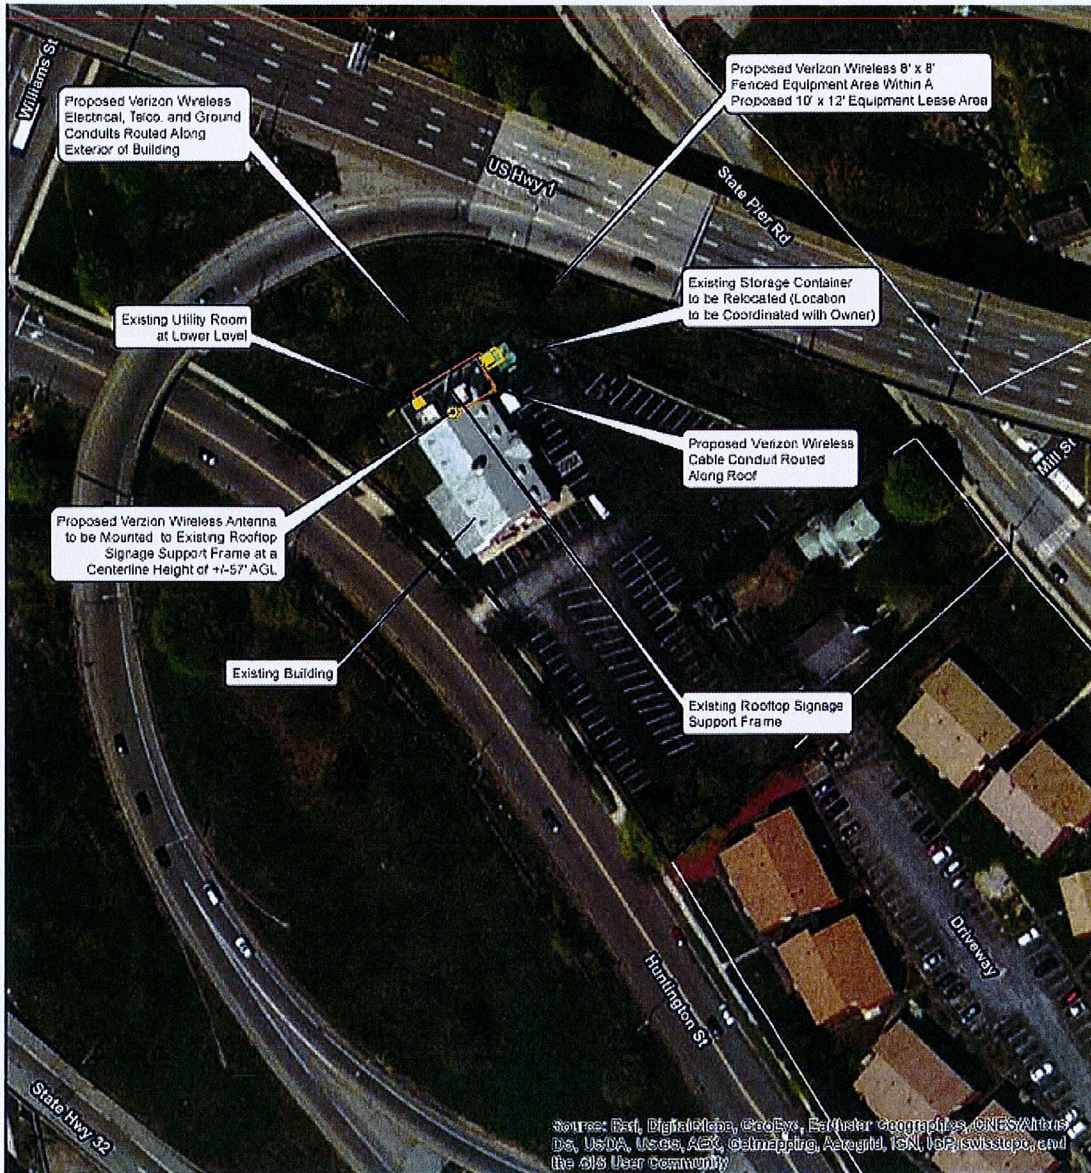 Williams St
Proposed Verizon Wireless
Electrical, Telco, and Ground
Conduits Routed Along
Exterior of Building
Proposed Verizon Wireless 8' x 8'
Fenced Equipment Area Within A
Proposed 10' x 12' Equipment Lease Area
US Hwy 1
State Pier Rd
Existing Storage Container
to be Relocated (Location
to be Coordinated with Owner)
Existing Utility Room
at Lower Level
Proposed Verizon Wireless
Cable Conduit Routed
Along Roof
Mill St
Proposed Verzion Wireless Antenna
to be Mounted to Existing Rooftop
Signage Support Frame at a
Centerline Height of +/-57' AGL
Existing Building
Existing Rooftop Signage
Support Frame
Driveway
Huntington St
State Hwy 32
Source: Esri, DigitalGlobe, GeoEye, Earthstar Geographics, CNES/Airbus
DS, USDA, USGS, AEX, Getmapping, Aerogrid, IGN, IGP, swisstopo, and
the GIS User Community